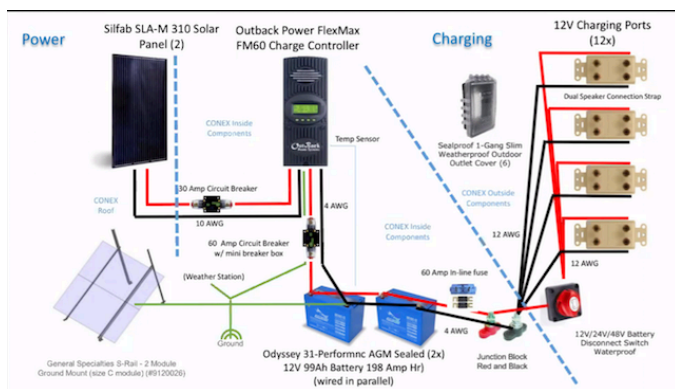 Power
Silfab SLA-M 310 Solar
Panel (2)
Outback Power FlexMax
FM60 Charge Controller
Charging
12V Charging Ports
(12x)
CONEX Inside
Components
OutBack
Temp Sensor
Sealproof 1-Gang Slim
Weatherproof Outdoor
Outlet Cover (6)
Dual Speaker Connection Strap
CONEX
Roof
30 Amp Circuit Breaker
10 AWG
4 AWG
CONEX Outside
Components
60 Amp Circuit Breaker
w/ mini breaker box
CONEX Inside
Components
12 AWG
12 AWG
(Weather Station)
60 Amp In-line fuse
Ground
4 AWG
General Specialties S-Rail - 2 Module
Ground Mount (size C module) (#9120026)
Odyssey 31-Performnc AGM Sealed (2x)
12V 99Ah Battery 198 Amp Hr)
(wired in parallel)
Junction Block
Red and Black
12V/24V/48V Battery
Disconnect Switch
Waterproof